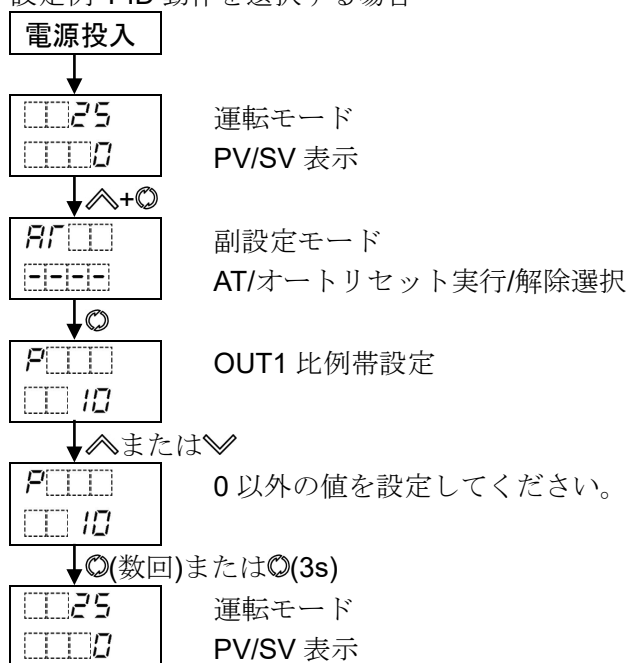 設定例 PID 動作を選択する場合
電源投入
25 運転モード
0 PV/SV 表示
+
AT 副設定モード
---- AT/オートリセット実行/解除選択
P OUT1 比例帯設定
10
または
P 0 以外の値を設定してください。
10
(数回)または(3s)
25 運転モード
0 PV/SV 表示